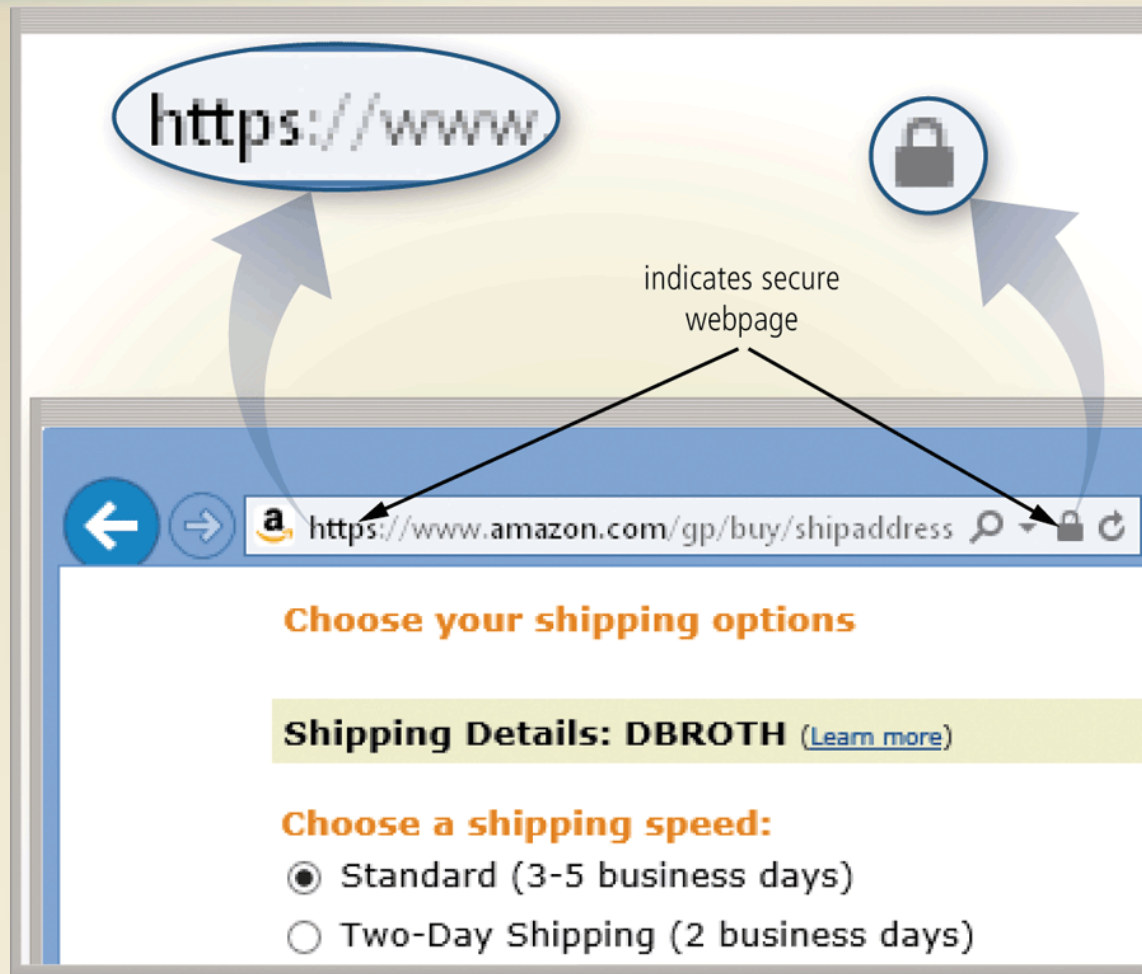 https://www.
indicates secure
webpage
a https://www.amazon.com/gp/buy/shipaddress
Choose your shipping options
Shipping Details: DBROTH (Learn more)
Choose a shipping speed:
Standard (3-5 business days)
Two-Day Shipping (2 business days)